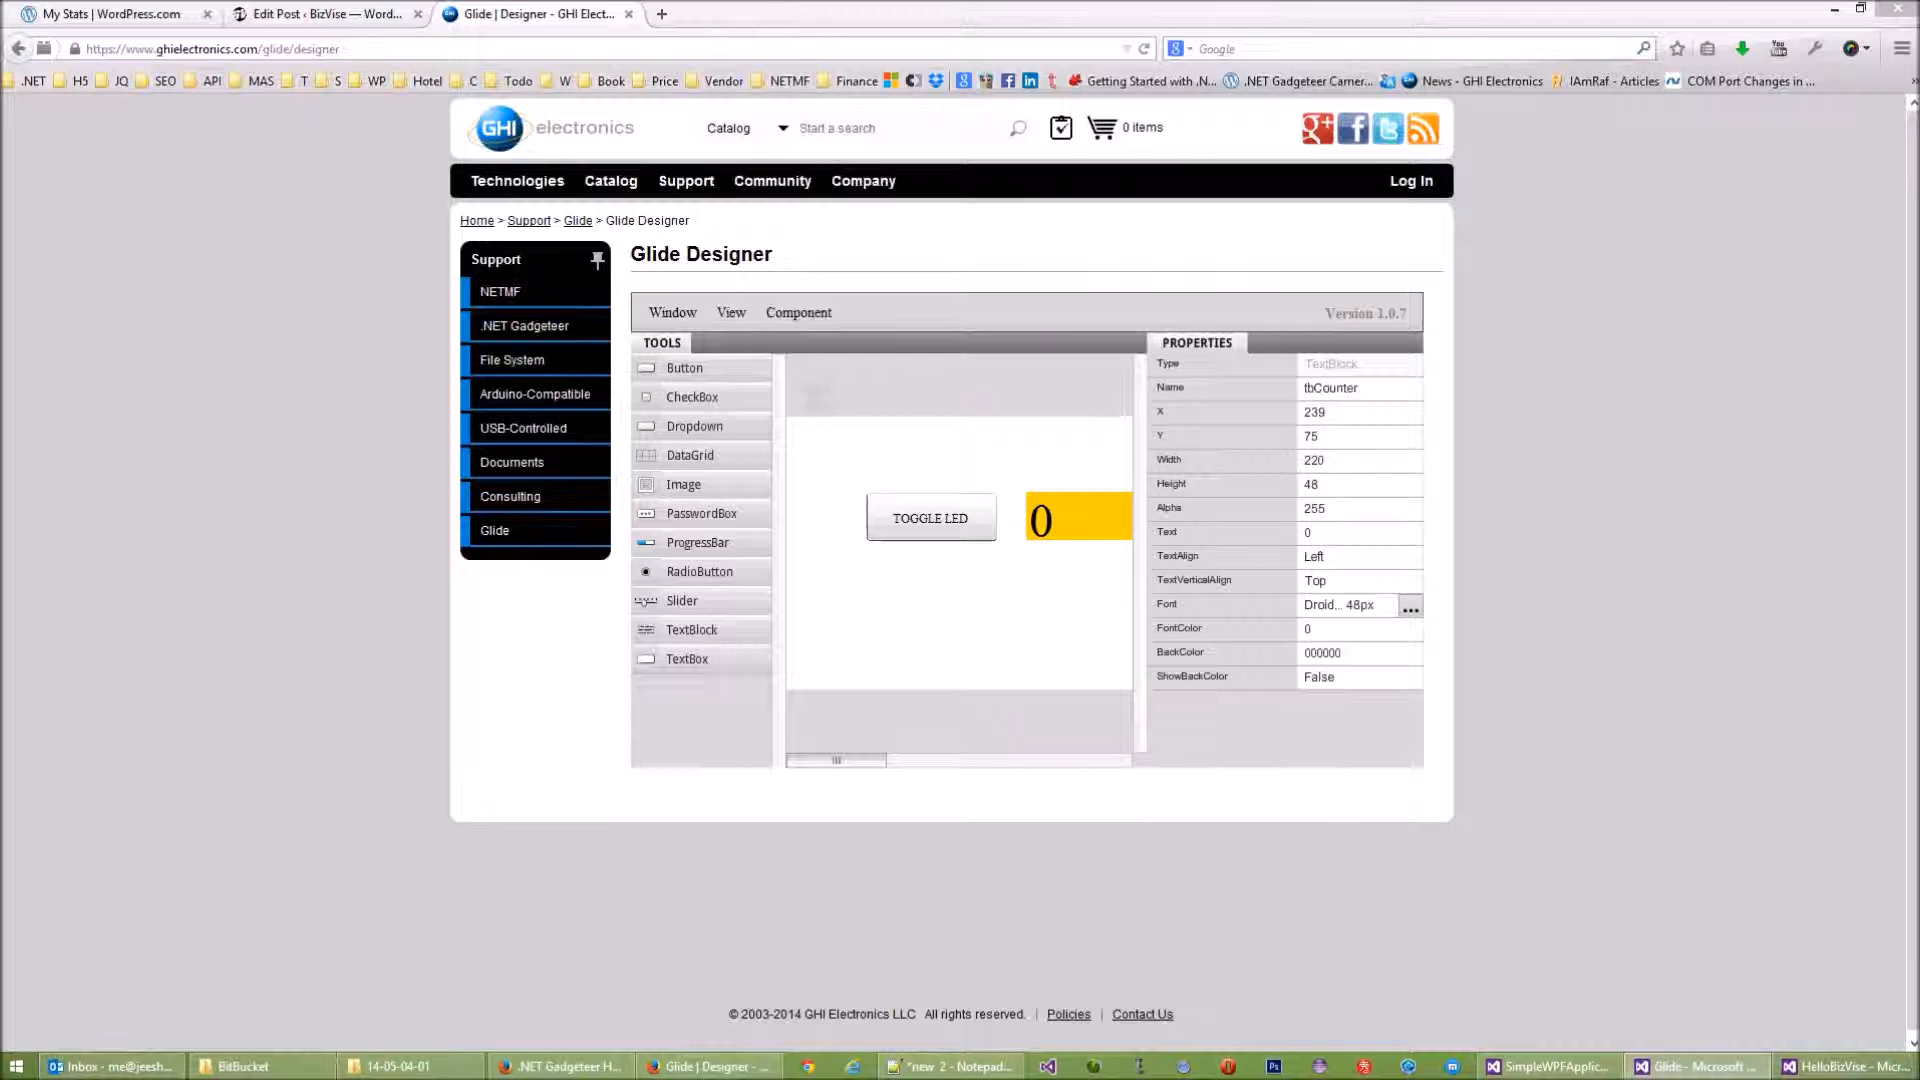 My Stats | WordPress.com
Edit Post ‹ BizVise — Word...
Glide | Designer - GHI Elect...
https://www.ghielectronics.com/glide/designer
Google
.NET H5 JQ SEO API MAS T S WP Hotel C Todo W Book Price Vendor NETMF Finance Getting Started with .N... .NET Gadgeteer Camer... News - GHI Electronics IAmRaf - Articles COM Port Changes in ...
GHI electronics
Catalog
Start a search
0 items
Technologies Catalog Support Community Company Log In
Home > Support > Glide > Glide Designer
Support
NETMF
.NET Gadgeteer
File System
Arduino-Compatible
USB-Controlled
Documents
Consulting
Glide
Glide Designer
Window View Component Version 1.0.7
TOOLS
Button
CheckBox
Dropdown
DataGrid
Image
PasswordBox
ProgressBar
RadioButton
Slider
TextBlock
TextBox
TOGGLE LED
0
PROPERTIES
Type TextBlock
Name tbCounter
X 239
Y 75
Width 220
Height 48
Alpha 255
Text 0
TextAlign Left
TextVerticalAlign Top
Font Droid... 48px ...
FontColor 0
BackColor 000000
ShowBackColor False
© 2003-2014 GHI Electronics LLC All rights reserved. | Policies | Contact Us
Inbox - me@jeesh...
BitBucket
14-05-04-01
.NET Gadgeteer H...
Glide | Designer - ...
*new 2 - Notepad...
SimpleWPFApplic...
Glide - Microsoft ...
HelloBizVise - Micr...